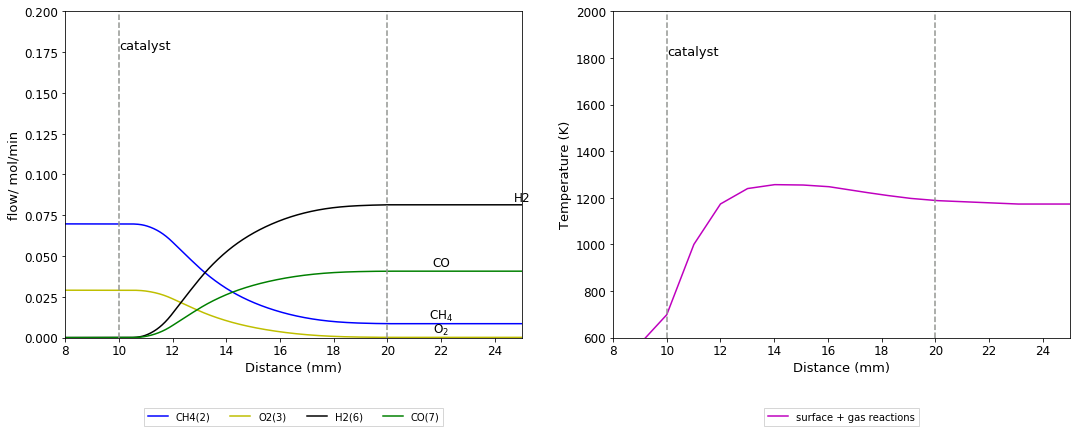 0.200
0.175
0.150
0.125
0.100
0.075
0.050
0.025
0.000
flow/ mol/min
catalyst
H2
CO
CH₄
O₂
8 10 12 14 16 18 20 22 24
Distance (mm)
CH4(2) O2(3) H2(6) CO(7)
2000
1800
1600
1400
1200
1000
800
600
Temperature (K)
catalyst
8 10 12 14 16 18 20 22 24
Distance (mm)
surface + gas reactions